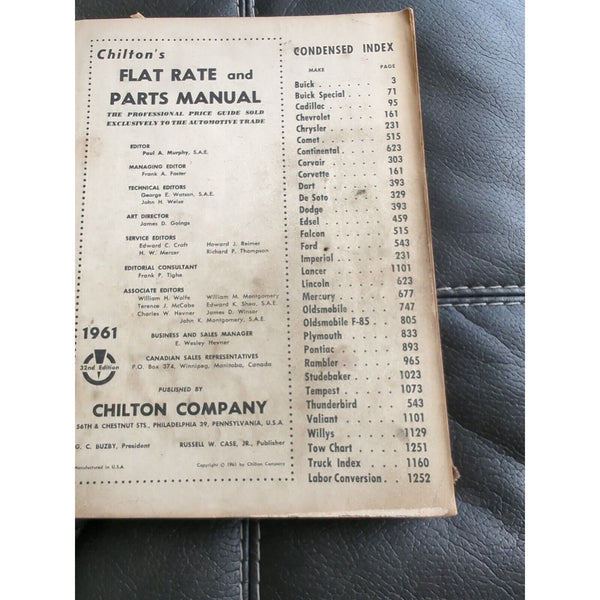 Chilton's
FLAT RATE and
PARTS MANUAL
THE PROFESSIONAL PRICE GUIDE SOLD
EXCLUSIVELY TO THE AUTOMOTIVE TRADE
EDITOR
Paul A. Murphy, S.A.E.
MANAGING EDITOR
Frank A. Foster
TECHNICAL EDITORS
George E. Watson, S.A.E.
John H. Weise
ART DIRECTOR
James D. Goings
SERVICE EDITORS
Edward C. Craft Howard J. Reimer
H. W. Mercer Richard P. Thompson
EDITORIAL CONSULTANT
Frank P. Tighe
ASSOCIATE EDITORS
William H. Wolfe William M. Montgomery
Terence J. McCabe Edward K. Shea, S.A.E.
Charles W. Hevner James D. Winsor
John K. Montgomery, S.A.E.
1961
32nd Edition
BUSINESS AND SALES MANAGER
E. Wesley Hevner
CANADIAN SALES REPRESENTATIVES
P.O. Box 374, Winnipeg, Manitoba, Canada
PUBLISHED BY
CHILTON COMPANY
56TH & CHESTNUT STS., PHILADELPHIA 39, PENNSYLVANIA, U.S.A.
G. C. BUZBY, President RUSSELL W. CASE, JR., Publisher
Manufactured in U.S.A. Copyright © 1961 by Chilton Company
CONDENSED INDEX
MAKE PAGE
Buick 3
Buick Special 71
Cadillac 95
Chevrolet 161
Chrysler 231
Comet 515
Continental 623
Corvair 303
Corvette 161
Dart 393
De Soto 329
Dodge 393
Edsel 459
Falcon 515
Ford 543
Imperial 231
Lancer 1101
Lincoln 623
Mercury 677
Oldsmobile 747
Oldsmobile F-85 805
Plymouth 833
Pontiac 893
Rambler 965
Studebaker 1023
Tempest 1073
Thunderbird 543
Valiant 1101
Willys 1129
Tow Chart 1251
Truck Index 1160
Labor Conversion 1252